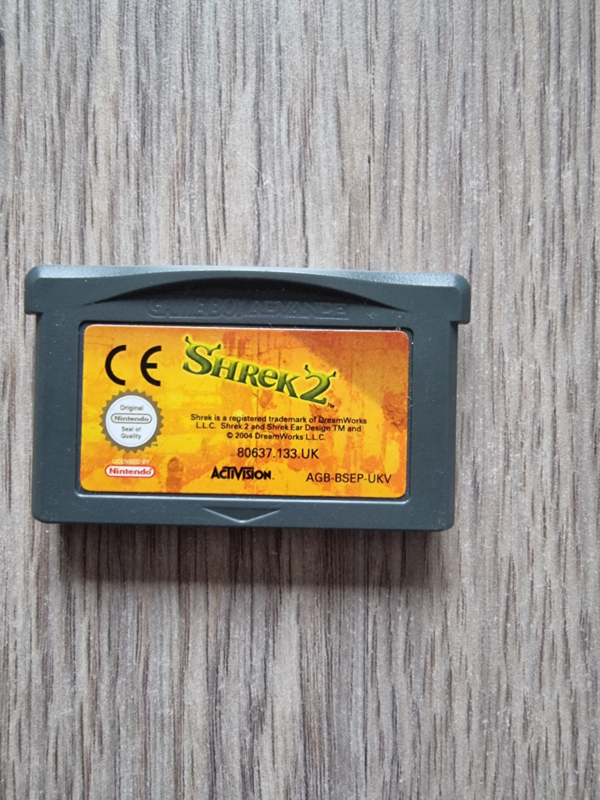 GAME BOY ADVANCE
CE
SHREK 2™
Original
Nintendo
Seal of
Quality
LICENSED BY
Nintendo
Shrek is a registered trademark of DreamWorks
L.L.C. Shrek 2 and Shrek Ear Design TM and
© 2004 DreamWorks L.L.C.
80637.133.UK
ACTIVISION.
AGB-BSEP-UKV